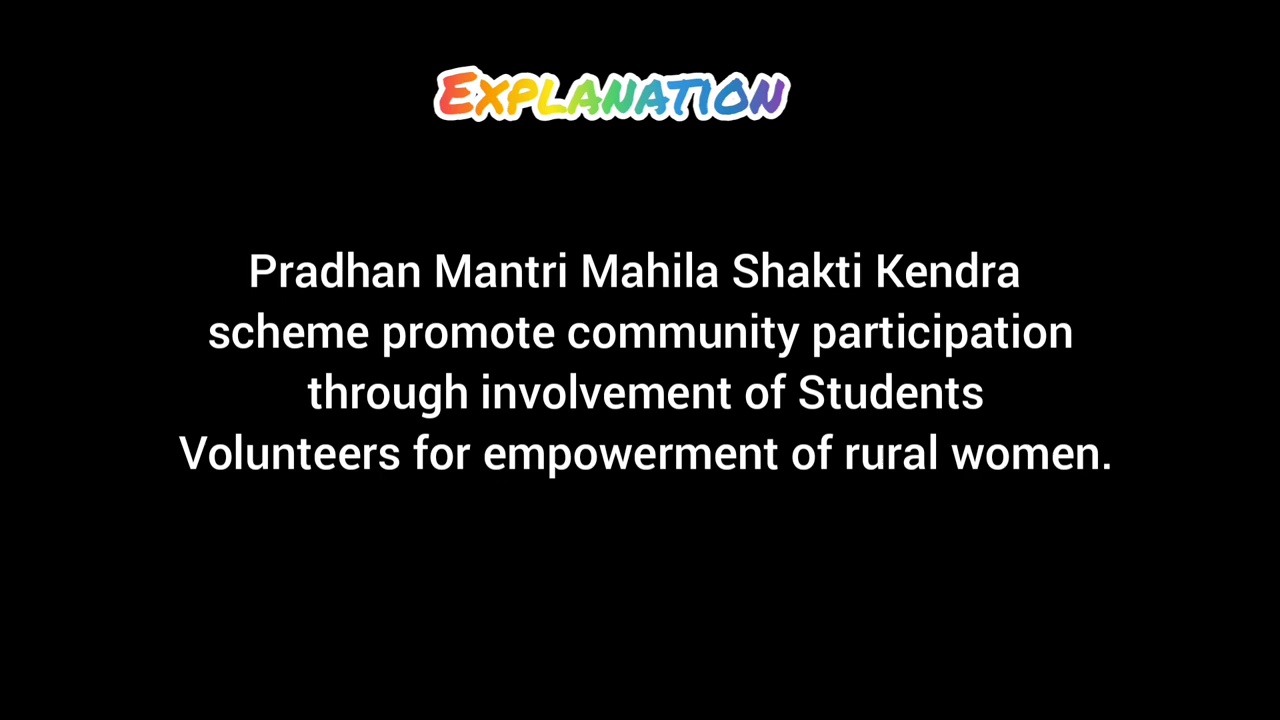 EXPLANATION
Pradhan Mantri Mahila Shakti Kendra
scheme promote community participation
through involvement of Students
Volunteers for empowerment of rural women.